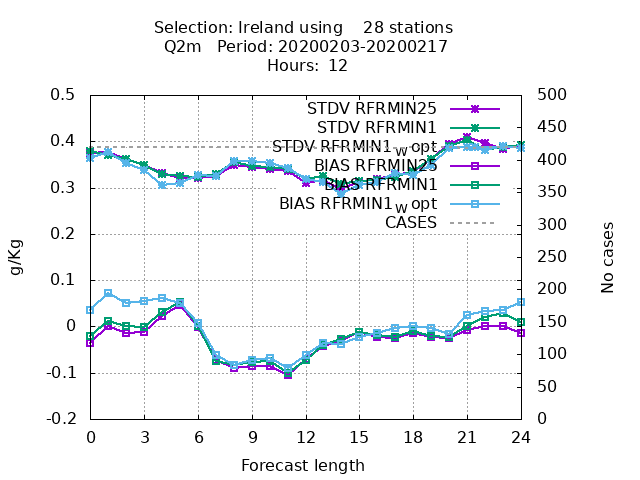 Selection: Ireland using 28 stations
Q2m Period: 20200203-20200217
Hours: 12
0.5
0.4
0.3
0.2
0.1
0
-0.1
-0.2
g/Kg
500
450
400
350
300
250
200
150
100
50
0
No cases
STDV RFRMIN25
STDV RFRMIN1
STDV RFRMIN1_W opt
BIAS RFRMIN25
BIAS RFRMIN1
BIAS RFRMIN1_W opt
CASES
0 3 6 9 12 15 18 21 24
Forecast length